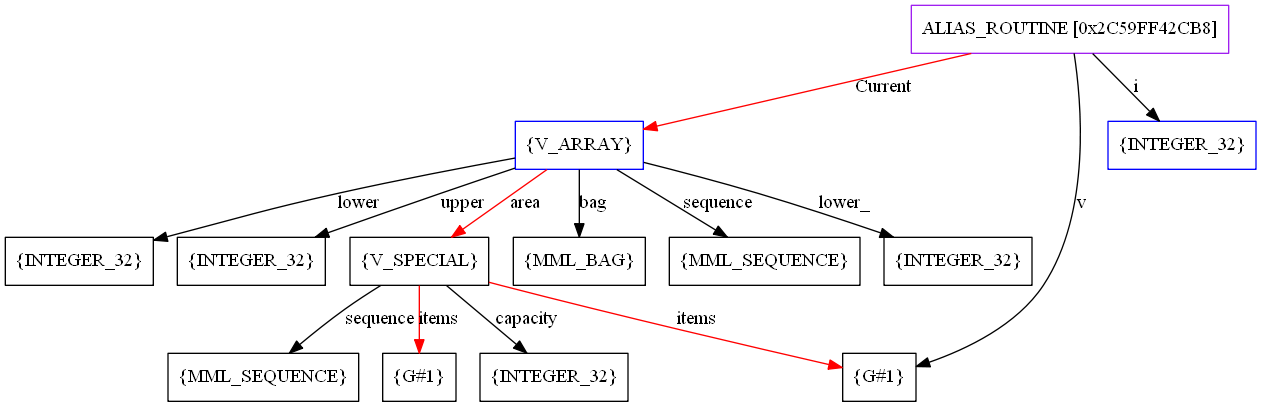 ALIAS_ROUTINE [0x2C59FF42CB8]
Current
i
{V_ARRAY}
{INTEGER_32}
lower
upper
area
bag
sequence
lower_
v
{INTEGER_32}
{INTEGER_32}
{V_SPECIAL}
{MML_BAG}
{MML_SEQUENCE}
{INTEGER_32}
sequence
items
capacity
items
{MML_SEQUENCE}
{G#1}
{INTEGER_32}
{G#1}